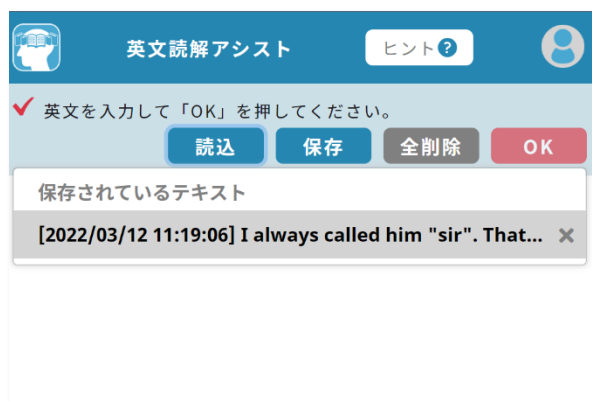 英文読解アシスト
ヒント?
英文を入力して「OK」を押してください。
読込 保存 全削除 OK
保存されているテキスト
[2022/03/12 11:19:06] I always called him "sir". That...